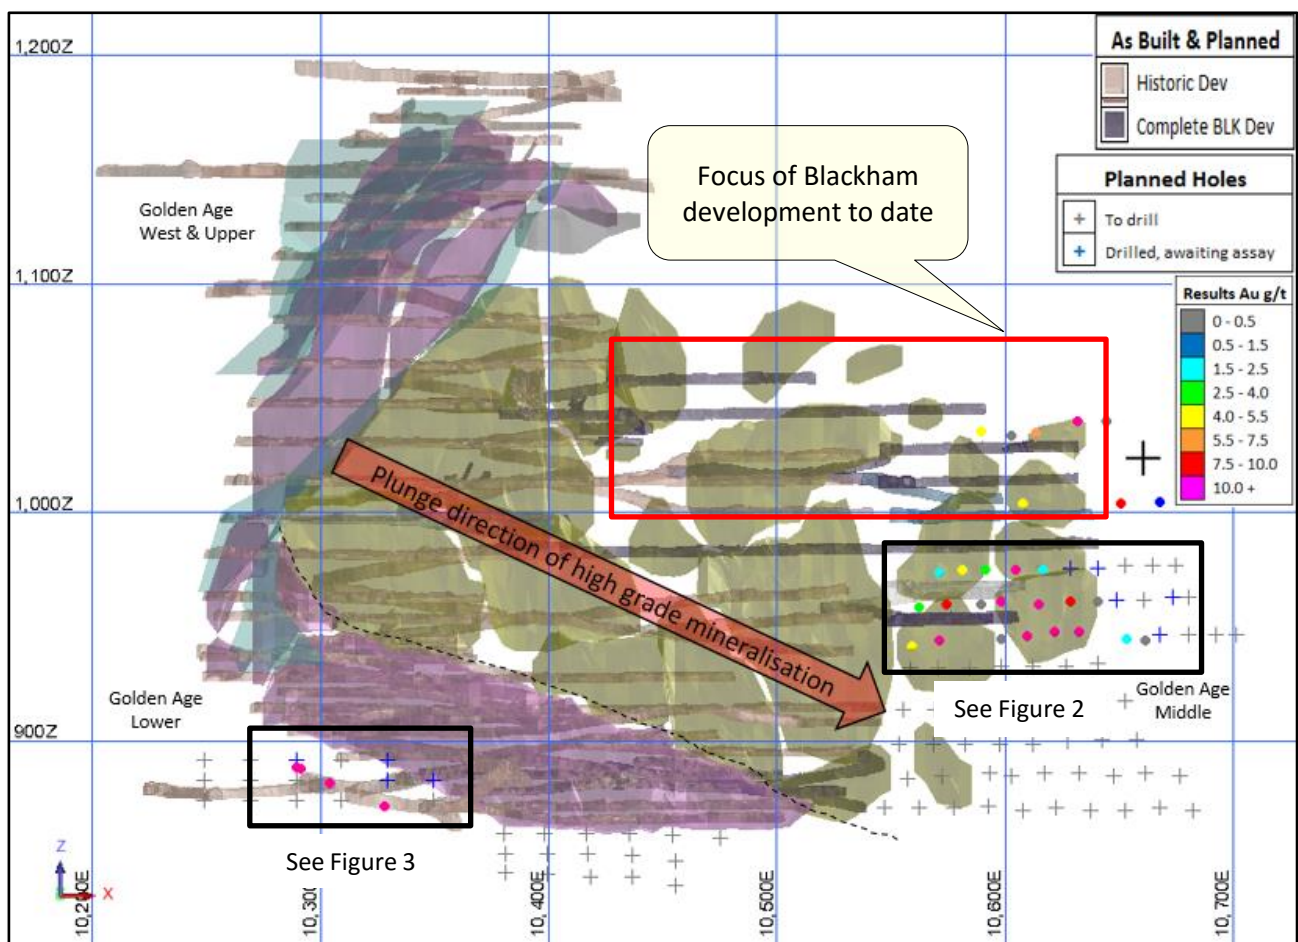 1,200Z
As Built & Planned
Historic Dev
Complete BLK Dev
Focus of Blackham
development to date
Planned Holes
To drill
Drilled, awaiting assay
Golden Age
West & Upper
1,100Z
Results Au g/t
0 - 0.5
0.5 - 1.5
1.5 - 2.5
2.5 - 4.0
4.0 - 5.5
5.5 - 7.5
7.5 - 10.0
10.0 +
1,000Z
Plunge direction of high grade mineralisation
Golden Age
Lower
See Figure 2
Golden Age
Middle
900Z
See Figure 3
Z
X
10,200E
10,300E
10,400E
10,500E
10,600E
10,700E